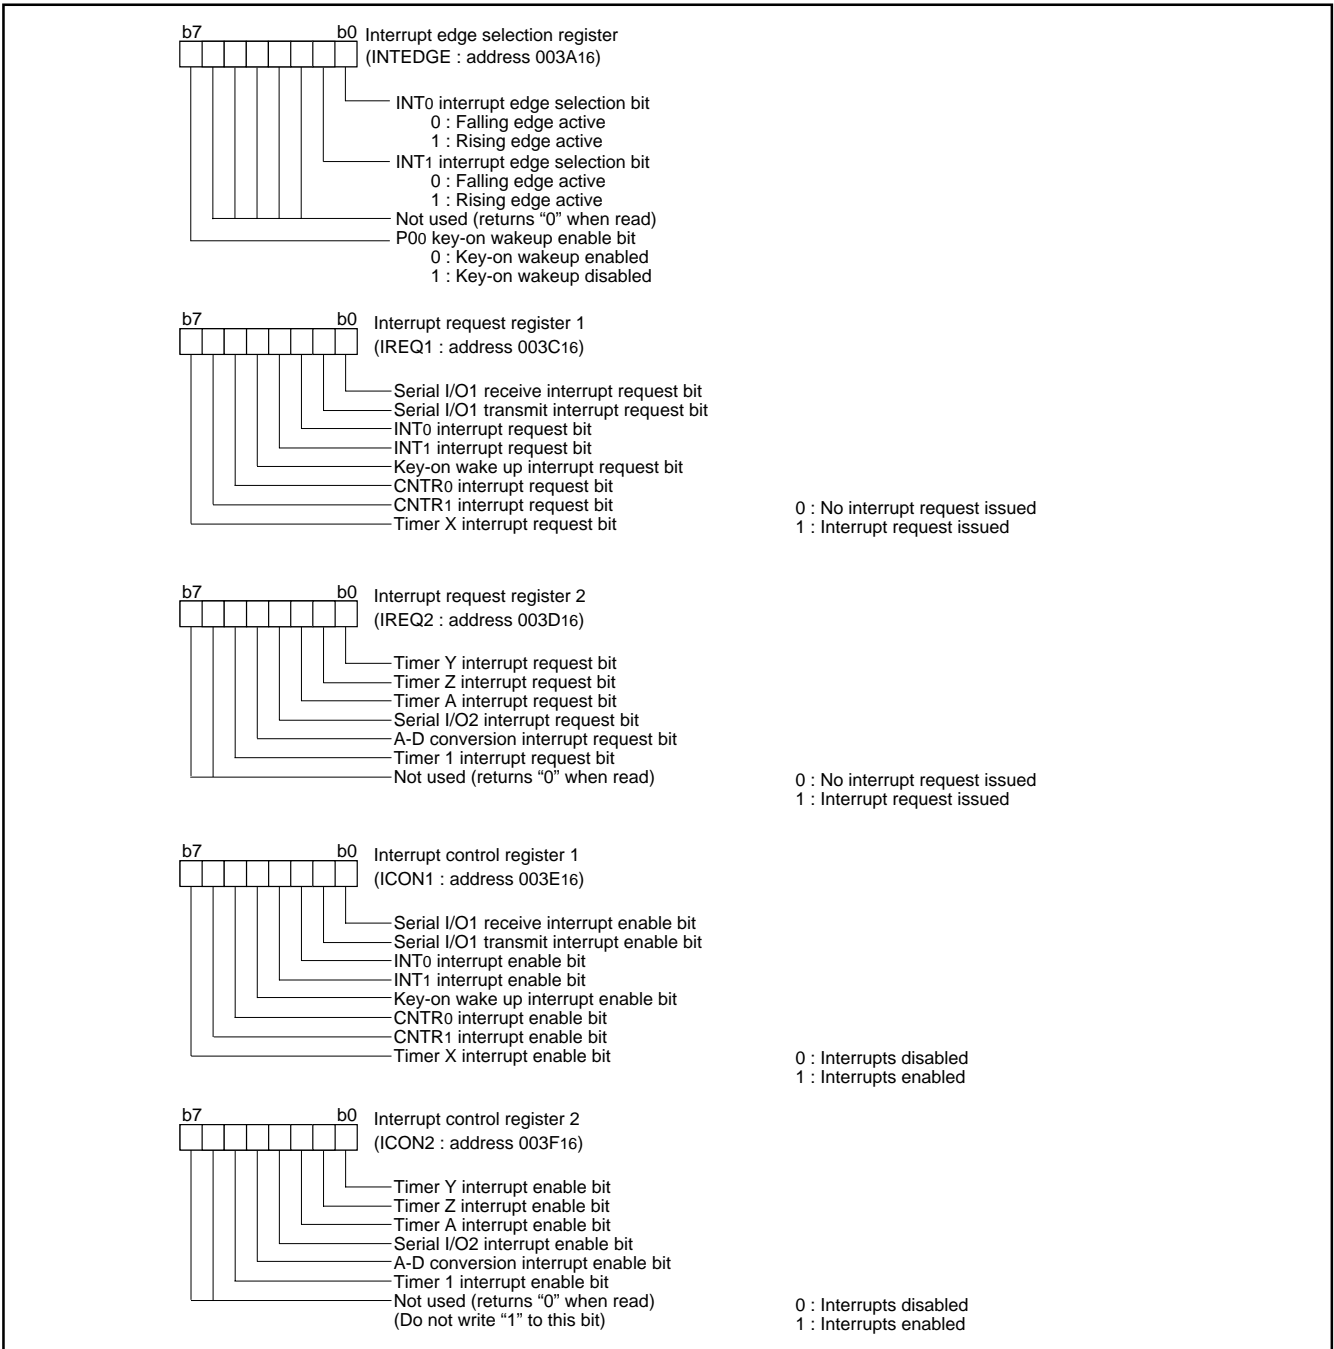 b7 b0 Interrupt edge selection register
(INTEDGE : address 003A16)
INT0 interrupt edge selection bit
0 : Falling edge active
1 : Rising edge active
INT1 interrupt edge selection bit
0 : Falling edge active
1 : Rising edge active
Not used (returns “0” when read)
P00 key-on wakeup enable bit
0 : Key-on wakeup enabled
1 : Key-on wakeup disabled
b7 b0 Interrupt request register 1
(IREQ1 : address 003C16)
Serial I/O1 receive interrupt request bit
Serial I/O1 transmit interrupt request bit
INT0 interrupt request bit
INT1 interrupt request bit
Key-on wake up interrupt request bit
CNTR0 interrupt request bit
CNTR1 interrupt request bit
Timer X interrupt request bit
0 : No interrupt request issued
1 : Interrupt request issued
b7 b0 Interrupt request register 2
(IREQ2 : address 003D16)
Timer Y interrupt request bit
Timer Z interrupt request bit
Timer A interrupt request bit
Serial I/O2 interrupt request bit
A-D conversion interrupt request bit
Timer 1 interrupt request bit
Not used (returns “0” when read)
0 : No interrupt request issued
1 : Interrupt request issued
b7 b0 Interrupt control register 1
(ICON1 : address 003E16)
Serial I/O1 receive interrupt enable bit
Serial I/O1 transmit interrupt enable bit
INT0 interrupt enable bit
INT1 interrupt enable bit
Key-on wake up interrupt enable bit
CNTR0 interrupt enable bit
CNTR1 interrupt enable bit
Timer X interrupt enable bit
0 : Interrupts disabled
1 : Interrupts enabled
b7 b0 Interrupt control register 2
(ICON2 : address 003F16)
Timer Y interrupt enable bit
Timer Z interrupt enable bit
Timer A interrupt enable bit
Serial I/O2 interrupt enable bit
A-D conversion interrupt enable bit
Timer 1 interrupt enable bit
Not used (returns “0” when read)
(Do not write “1” to this bit)
0 : Interrupts disabled
1 : Interrupts enabled